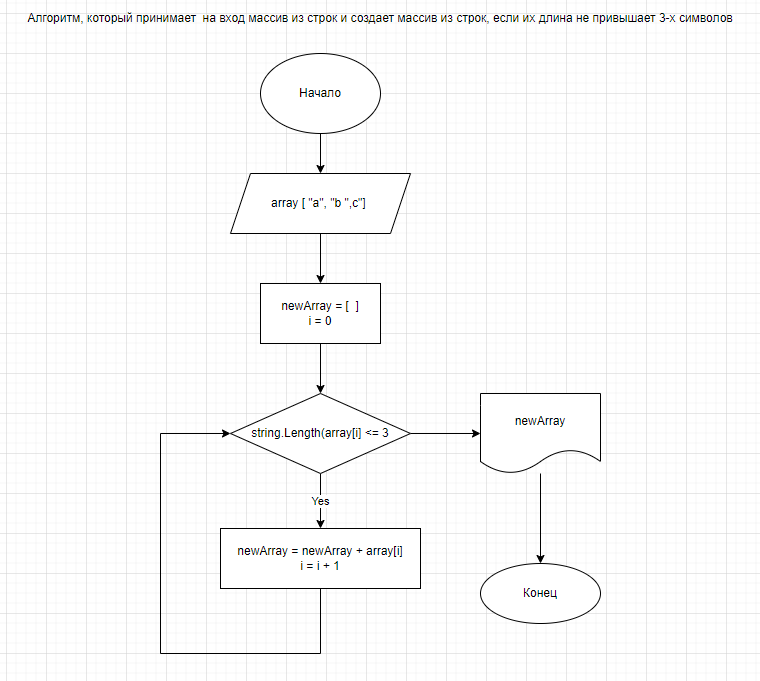 Алгоритм, который принимает на вход массив из строк и создает массив из строк, если их длина не привышает 3-х символов
Начало
array [ "a", "b ",c"]
newArray = [ ]
i = 0
string.Length(array[i] <= 3
newArray
Yes
newArray = newArray + array[i]
i = i + 1
Конец